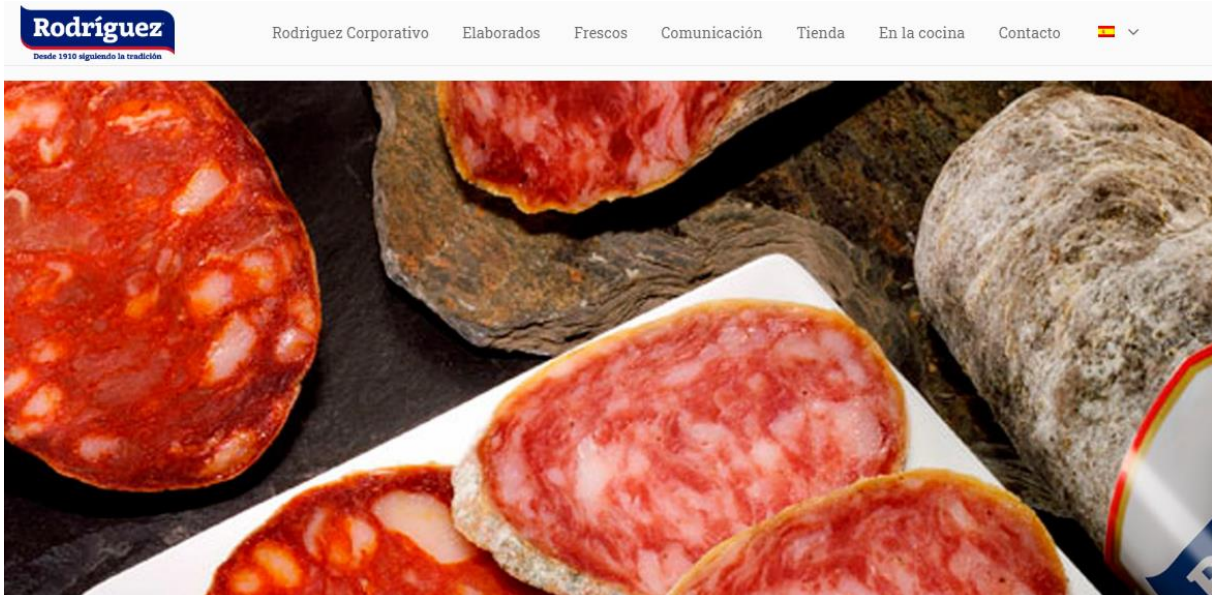 Rodríguez
Desde 1910 siguiendo la tradición
Rodriguez Corporativo Elaborados Frescos Comunicación Tienda En la cocina Contacto